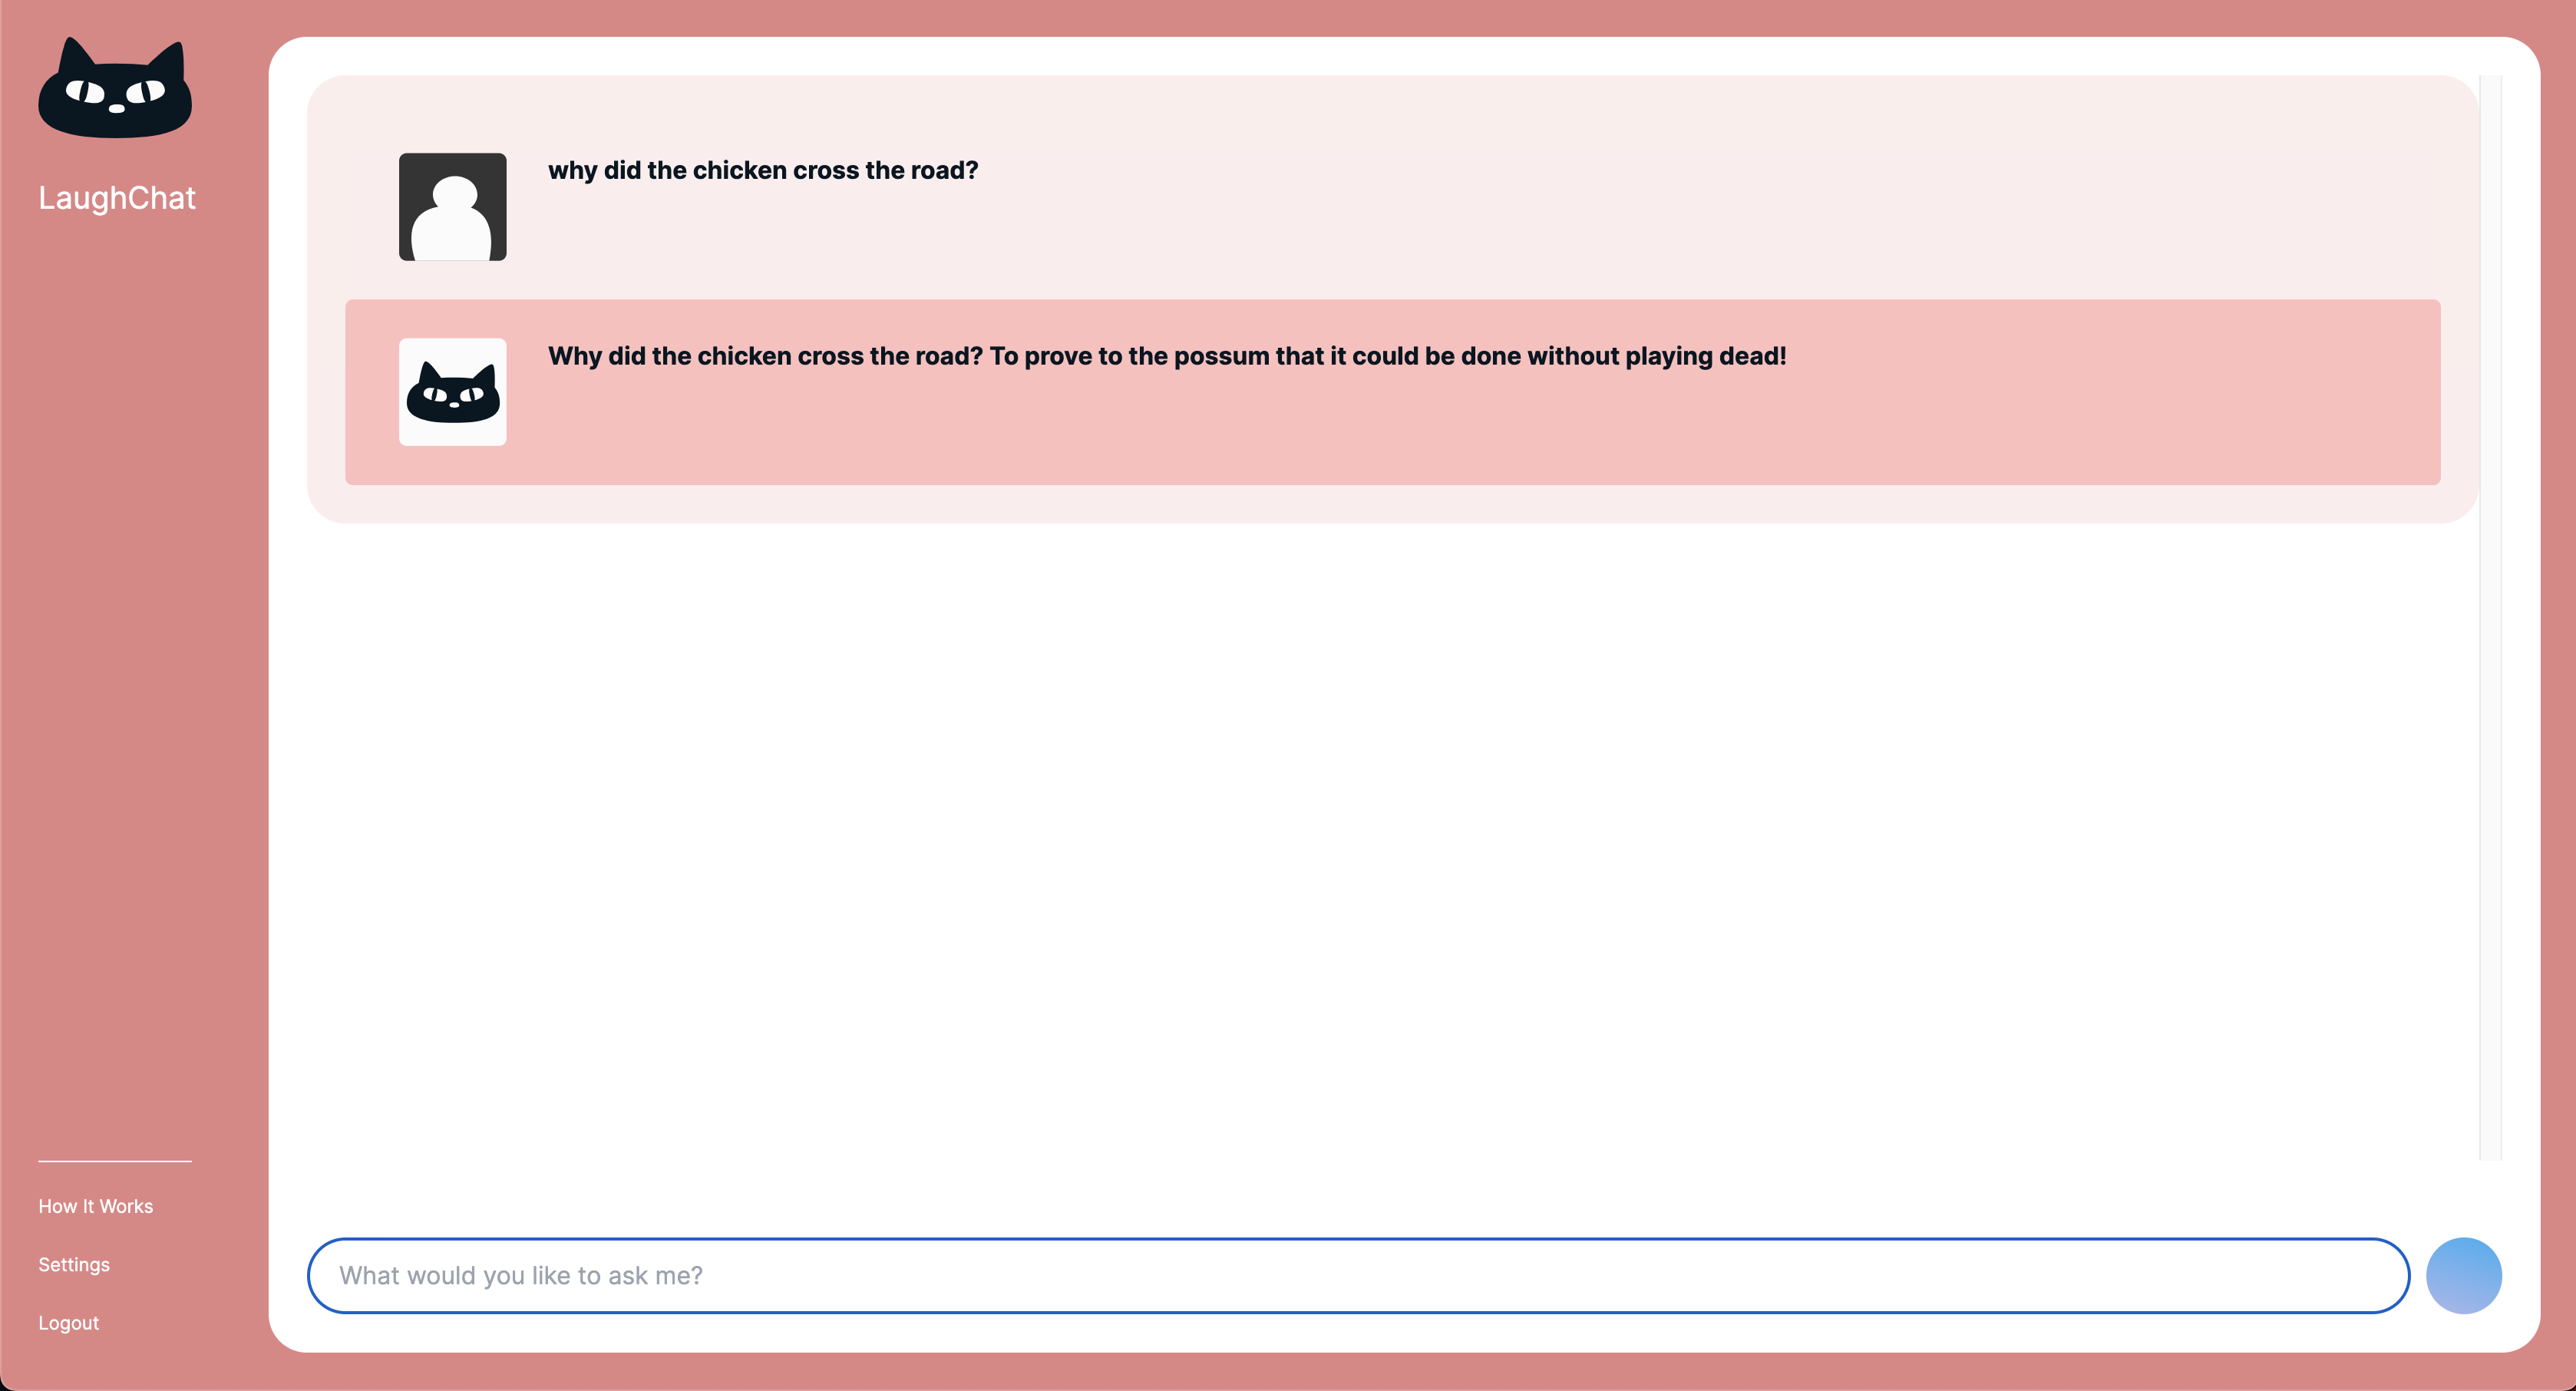 LaughChat
why did the chicken cross the road?
Why did the chicken cross the road? To prove to the possum that it could be done without playing dead!
How It Works
Settings
Logout
What would you like to ask me?